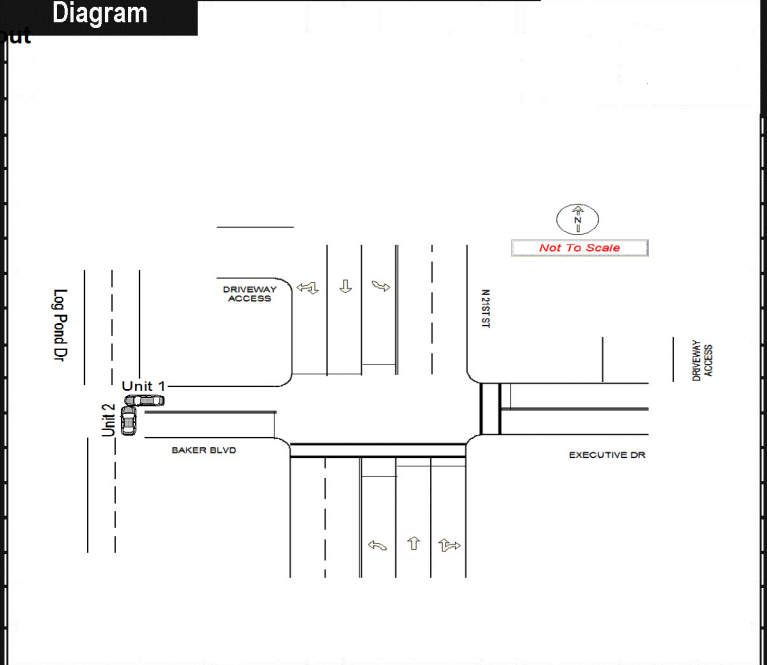 Diagram
out
N
Not To Scale
DRIVEWAY
ACCESS
Log Pond Dr
N 21ST ST
DRIVEWAY
ACCESS
Unit 1
Unit 2
BAKER BLVD
EXECUTIVE DR